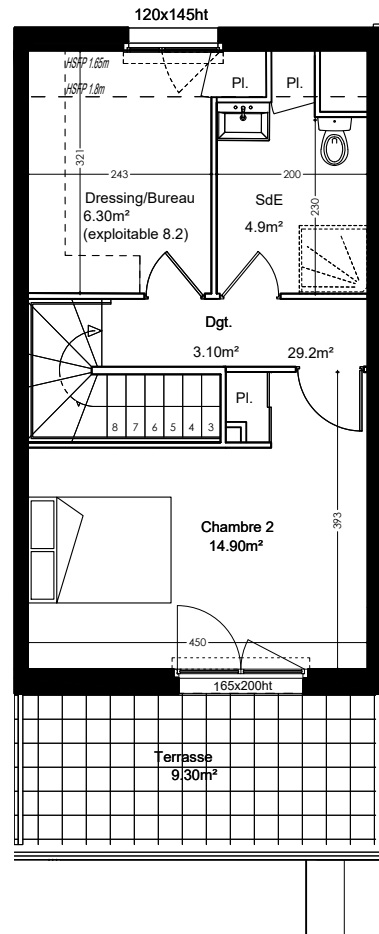 120x145ht
HSFP 1.65m
HSFP 1.8m
Pl.
Pl.
321
243
200
230
Dressing/Bureau
6.30m²
(exploitable 8.2)
SdE
4.9m²
Dgt.
3.10m²
29.2m²
Pl.
8 7 6 5 4 3
Chambre 2
14.90m²
393
450
165x200ht
Terrasse
9.30m²